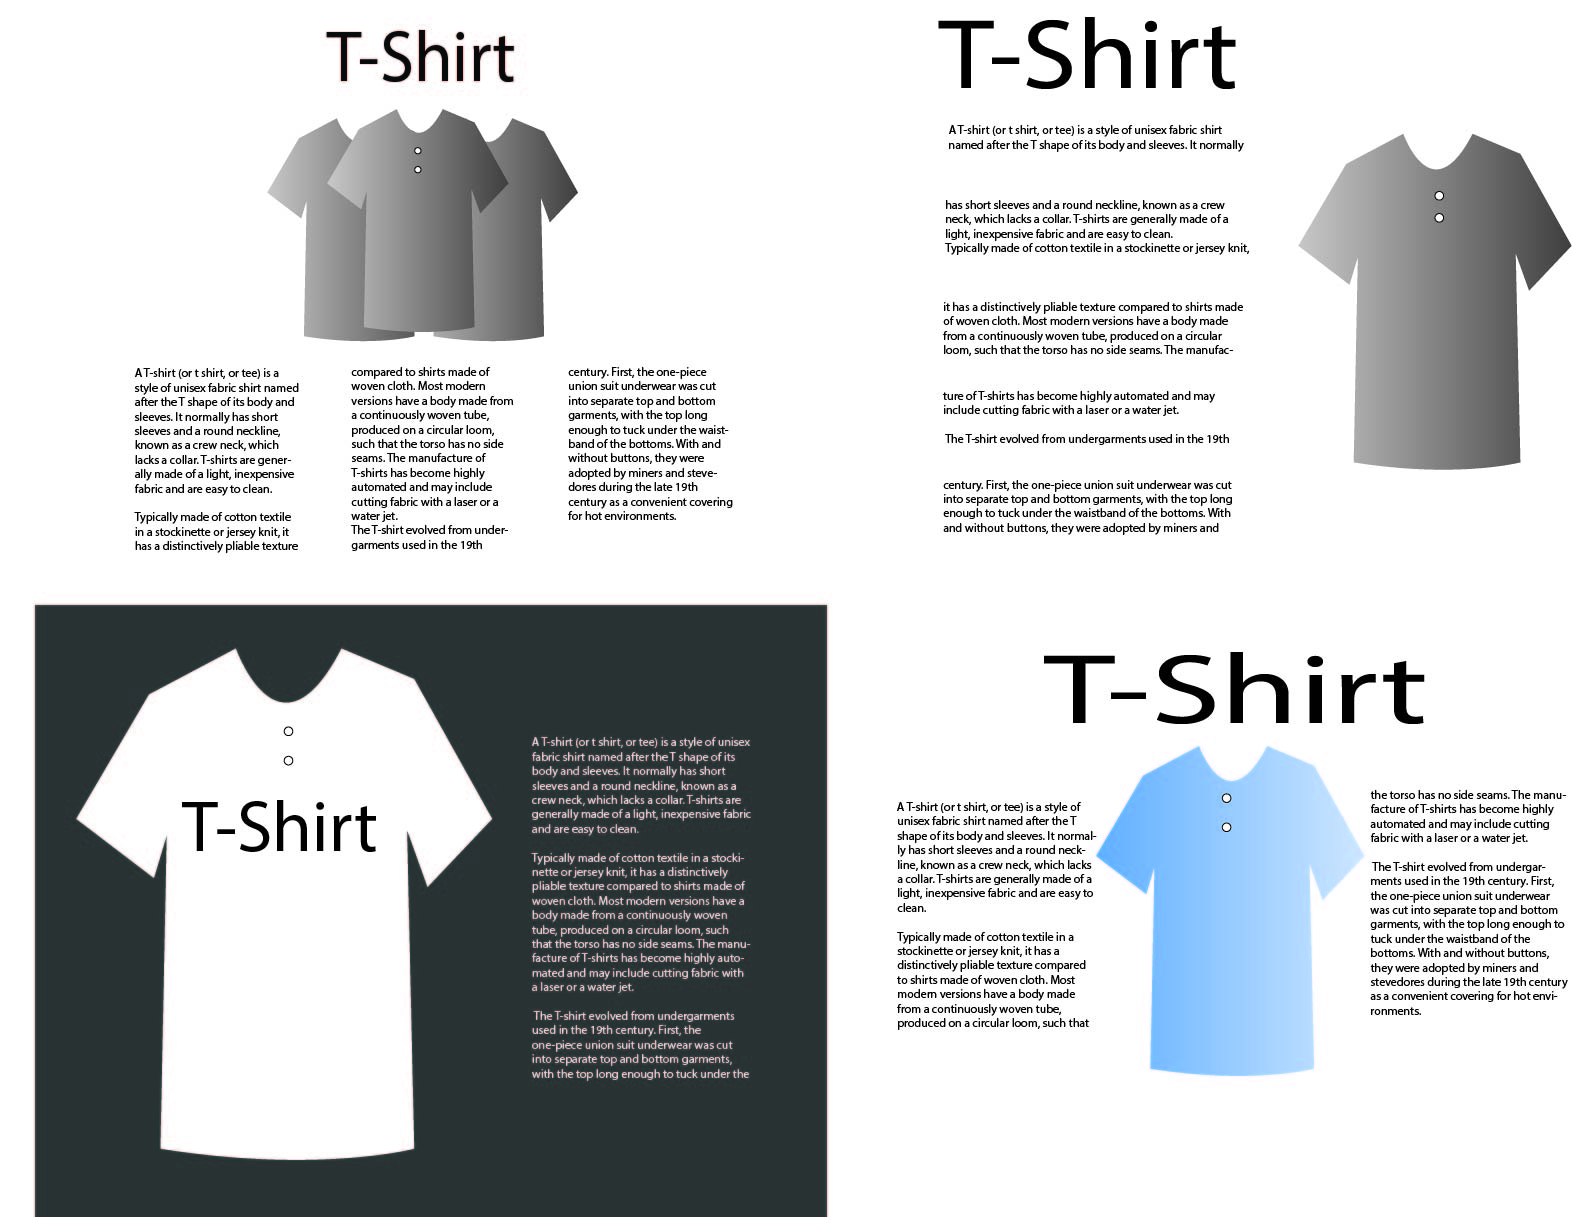 T-Shirt
A T-shirt (or t shirt, or tee) is a
style of unisex fabric shirt named
after the T shape of its body and
sleeves. It normally has short
sleeves and a round neckline,
known as a crew neck, which
lacks a collar. T-shirts are gener-
ally made of a light, inexpensive
fabric and are easy to clean.
Typically made of cotton textile
in a stockinette or jersey knit, it
has a distinctively pliable texture
compared to shirts made of
woven cloth. Most modern
versions have a body made from
a continuously woven tube,
produced on a circular loom,
such that the torso has no side
seams. The manufacture of
T-shirts has become highly
automated and may include
cutting fabric with a laser or a
water jet.
The T-shirt evolved from under-
garments used in the 19th
century. First, the one-piece
union suit underwear was cut
into separate top and bottom
garments, with the top long
enough to tuck under the waist-
band of the bottoms. With and
without buttons, they were
adopted by miners and steve-
dores during the late 19th
century as a convenient covering
for hot environments.
T-Shirt
A T-shirt (or t shirt, or tee) is a style of unisex fabric shirt
named after the T shape of its body and sleeves. It normally
has short sleeves and a round neckline, known as a crew
neck, which lacks a collar. T-shirts are generally made of a
light, inexpensive fabric and are easy to clean.
Typically made of cotton textile in a stockinette or jersey knit,
it has a distinctively pliable texture compared to shirts made
of woven cloth. Most modern versions have a body made
from a continuously woven tube, produced on a circular
loom, such that the torso has no side seams. The manufac-
ture of T-shirts has become highly automated and may
include cutting fabric with a laser or a water jet.
The T-shirt evolved from undergarments used in the 19th
century. First, the one-piece union suit underwear was cut
into separate top and bottom garments, with the top long
enough to tuck under the waistband of the bottoms. With
and without buttons, they were adopted by miners and
T-Shirt
A T-shirt (or t shirt, or tee) is a style of unisex
fabric shirt named after the T shape of its
body and sleeves. It normally has short
sleeves and a round neckline, known as a
crew neck, which lacks a collar. T-shirts are
generally made of a light, inexpensive fabric
and are easy to clean.
Typically made of cotton textile in a stocki-
nette or jersey knit, it has a distinctively
pliable texture compared to shirts made of
woven cloth. Most modern versions have a
body made from a continuously woven
tube, produced on a circular loom, such
that the torso has no side seams. The manu-
facture of T-shirts has become highly auto-
mated and may include cutting fabric with
a laser or a water jet.
The T-shirt evolved from undergarments
used in the 19th century. First, the
one-piece union suit underwear was cut
into separate top and bottom garments,
with the top long enough to tuck under the
T-Shirt
A T-shirt (or t shirt, or tee) is a style of
unisex fabric shirt named after the T
shape of its body and sleeves. It normal-
ly has short sleeves and a round neck-
line, known as a crew neck, which lacks
a collar. T-shirts are generally made of a
light, inexpensive fabric and are easy to
clean.
Typically made of cotton textile in a
stockinette or jersey knit, it has a
distinctively pliable texture compared
to shirts made of woven cloth. Most
modern versions have a body made
from a continuously woven tube,
produced on a circular loom, such that
the torso has no side seams. The manu-
facture of T-shirts has become highly
automated and may include cutting
fabric with a laser or a water jet.
The T-shirt evolved from undergar-
ments used in the 19th century. First,
the one-piece union suit underwear
was cut into separate top and bottom
garments, with the top long enough to
tuck under the waistband of the
bottoms. With and without buttons,
they were adopted by miners and
stevedores during the late 19th century
as a convenient covering for hot envi-
ronments.